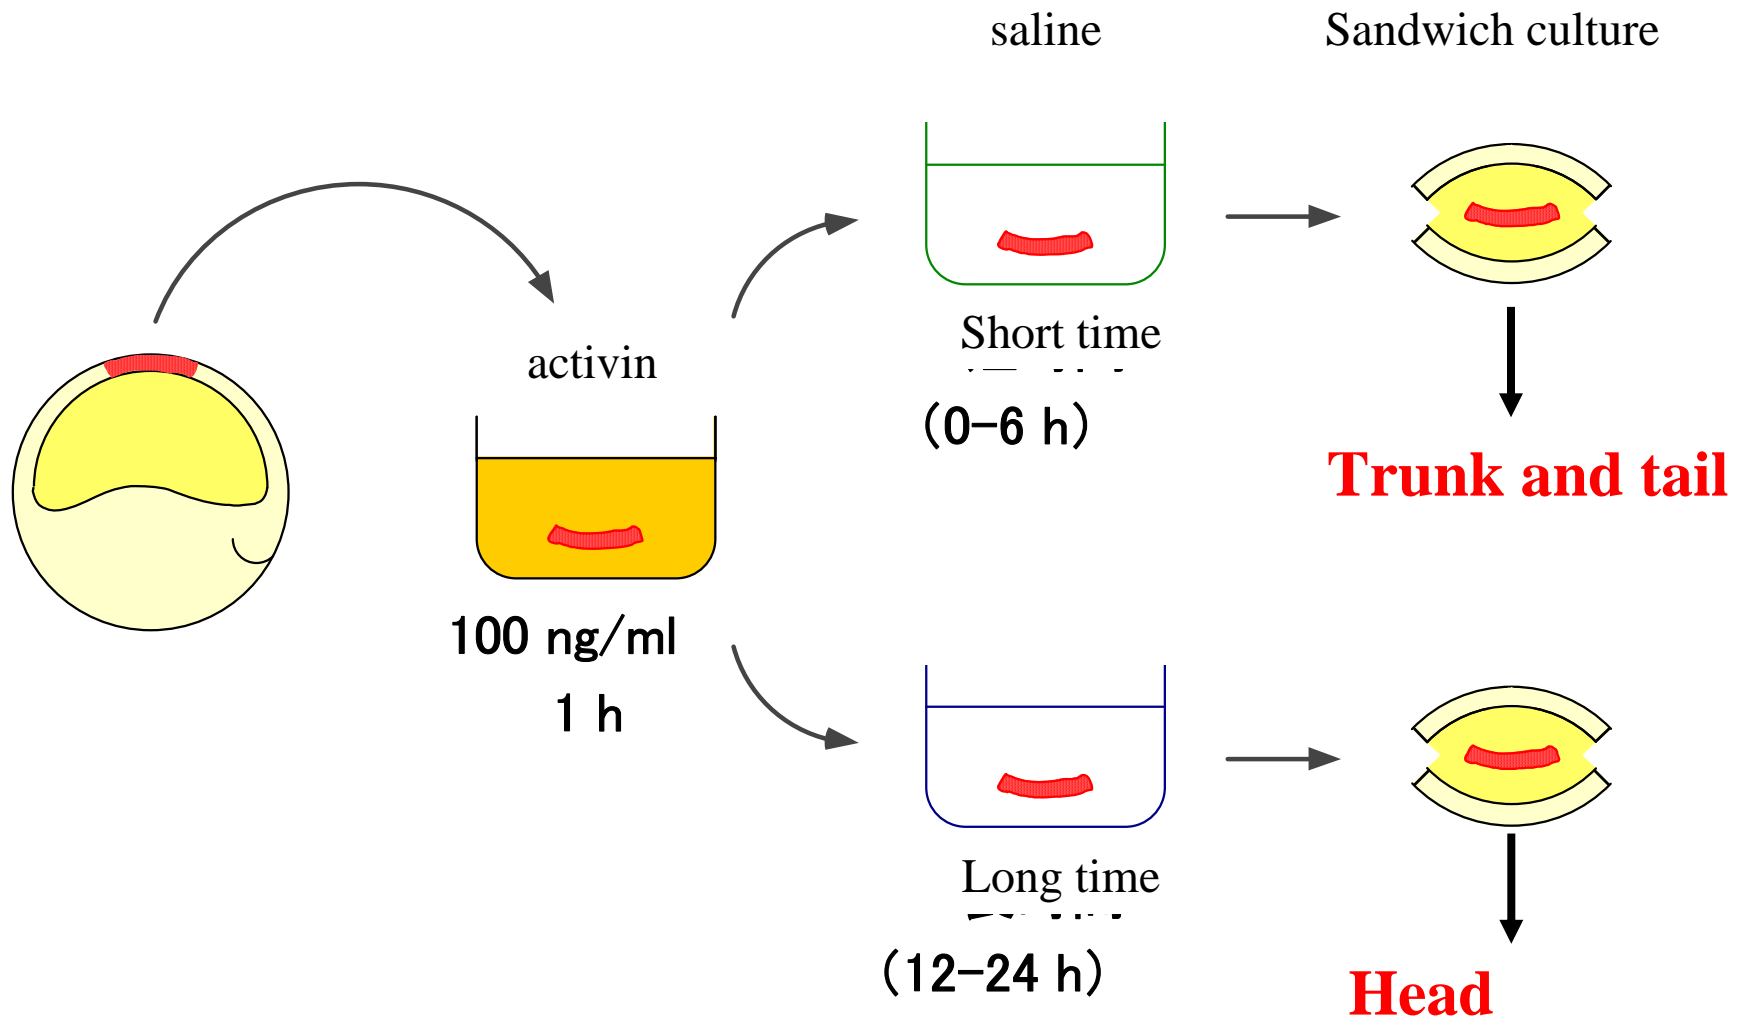 saline
Sandwich culture
activin
100 ng/ml
1 h
Short time
(0-6 h)
Trunk and tail
Long time
(12-24 h)
Head